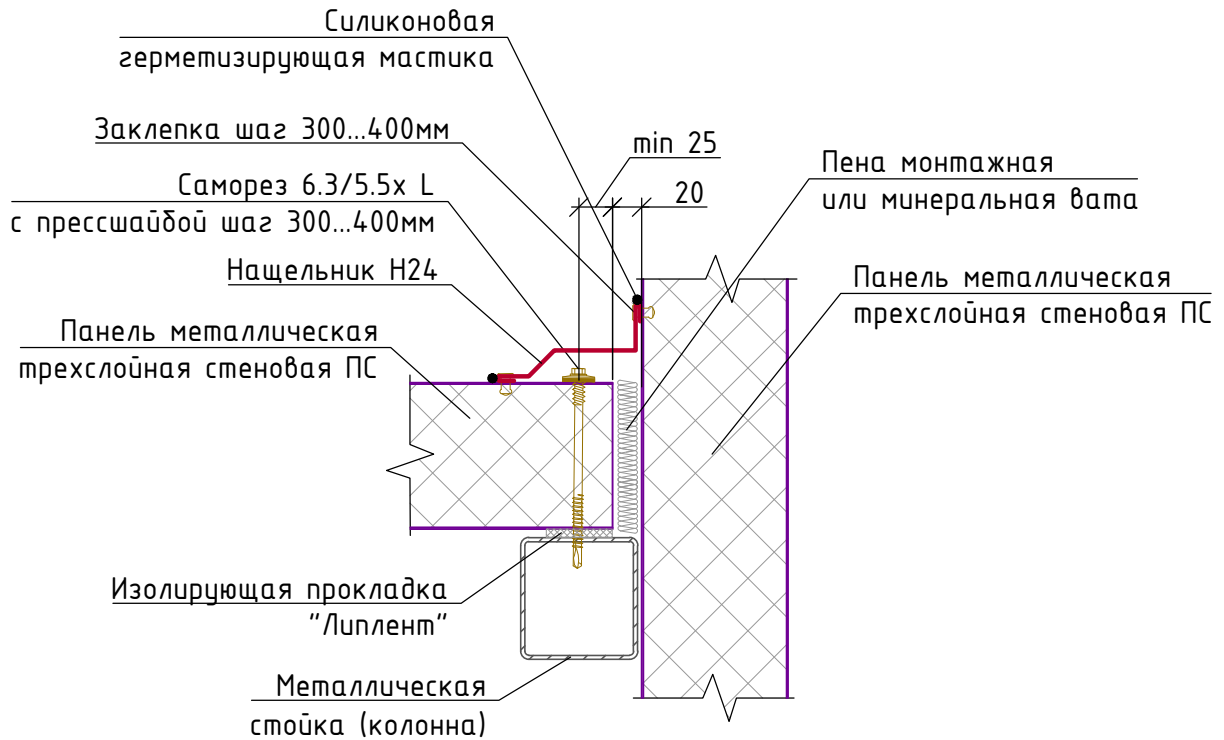 Силиконовая
герметизирующая мастика
Заклепка шаг 300...400мм
Саморез 6.3/5.5х L
с прессшайбой шаг 300...400мм
Нащельник Н24
Панель металлическая
трехслойная стеновая ПС
min 25
20
Пена монтажная
или минеральная вата
Панель металлическая
трехслойная стеновая ПС
Изолирующая прокладка
"Липлент"
Металлическая
стойка (колонна)